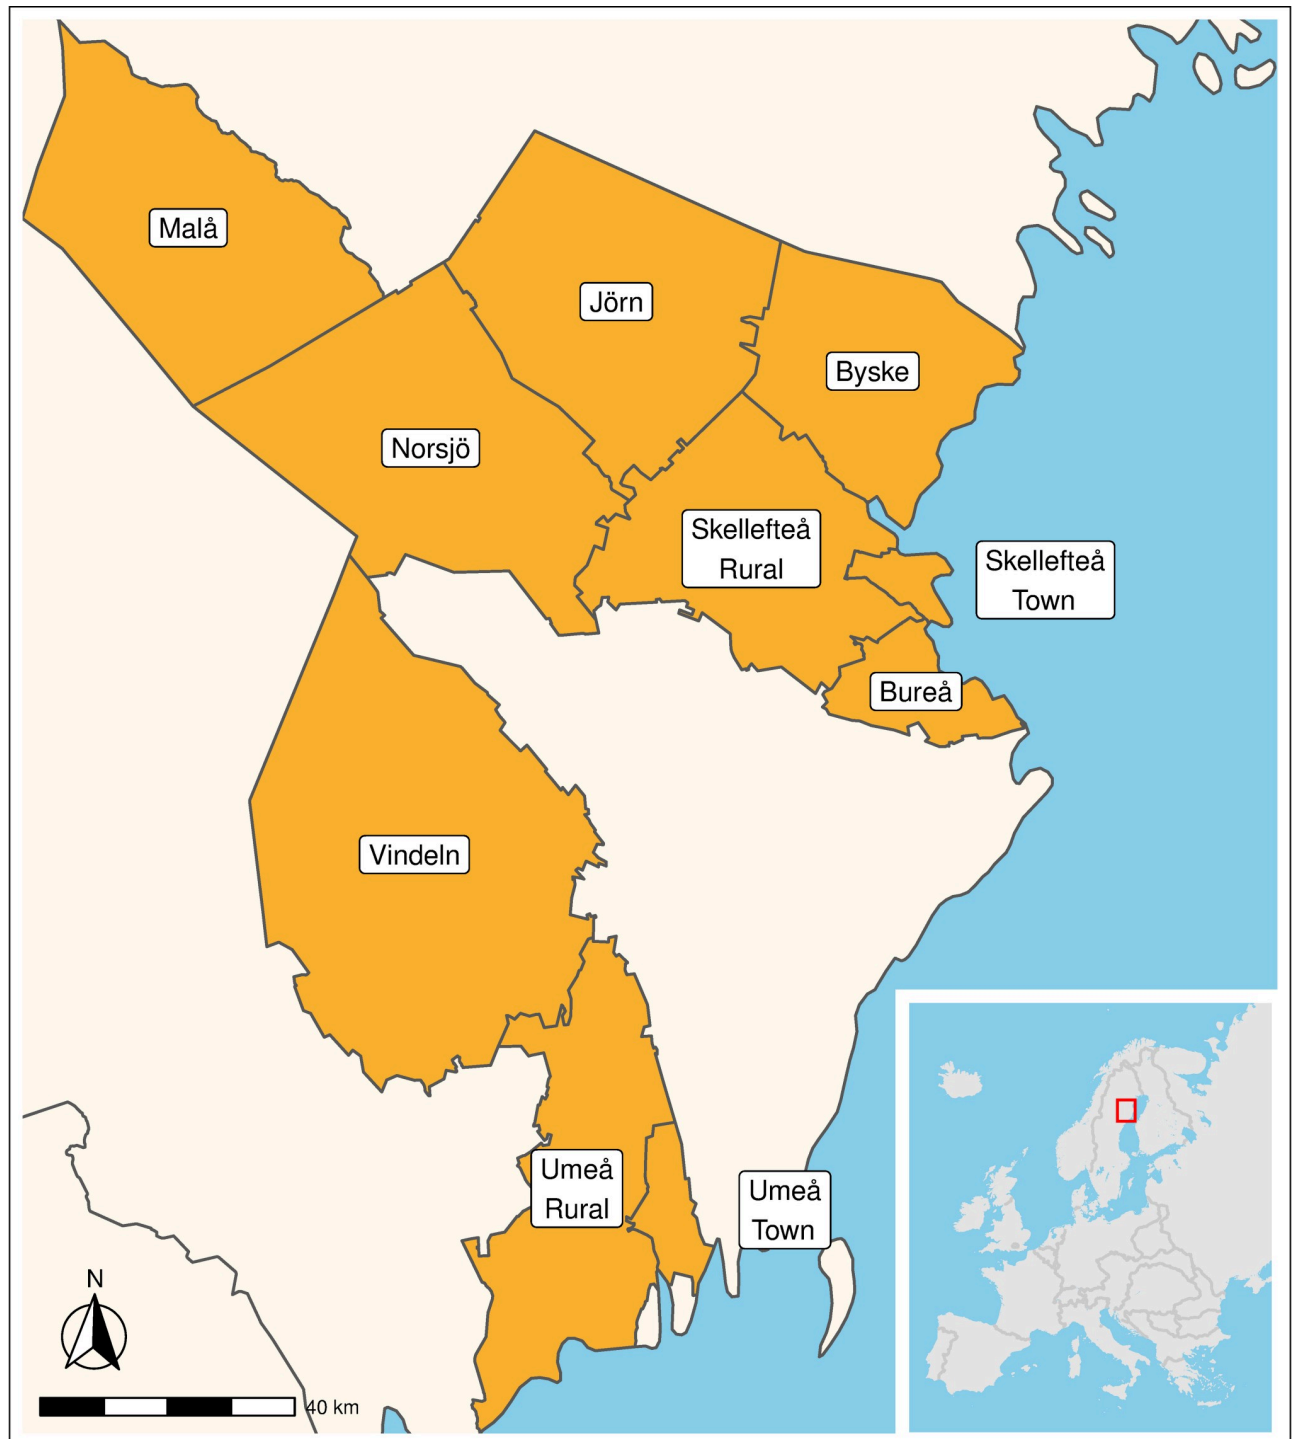 Malå
Jörn
Byske
Norsjö
Skellefteå
Rural
Skellefteå
Town
Bureå
Vindeln
Umeå
Rural
Umeå
Town
N
40 km